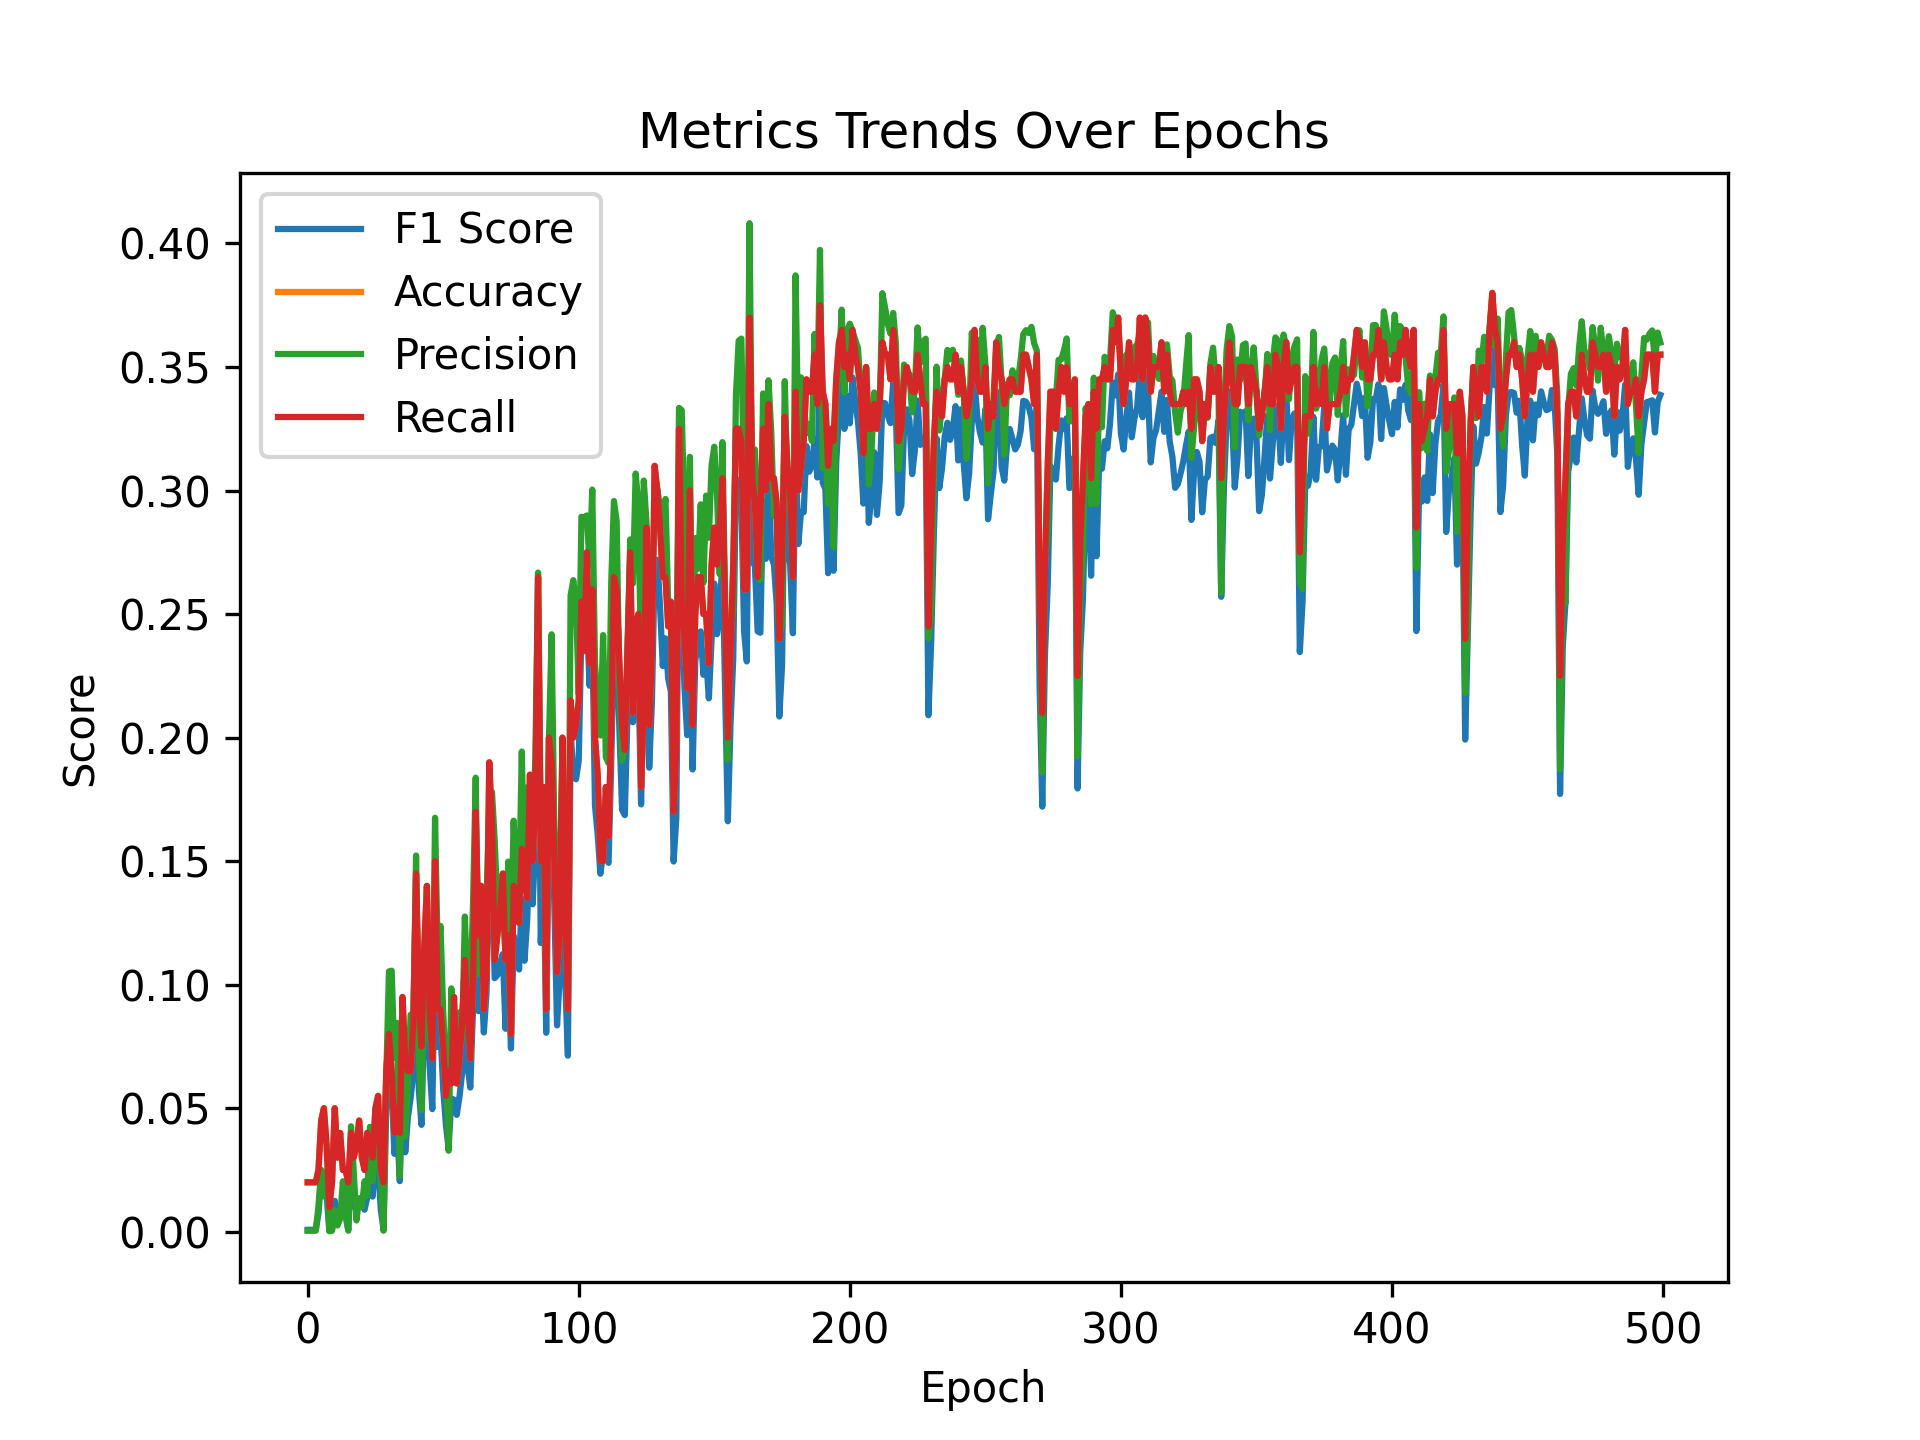 Metrics Trends Over Epochs
F1 Score
Accuracy
Precision
Recall
0.40
0.35
0.30
0.25
0.20
0.15
0.10
0.05
0.00
Score
0 100 200 300 400 500
Epoch